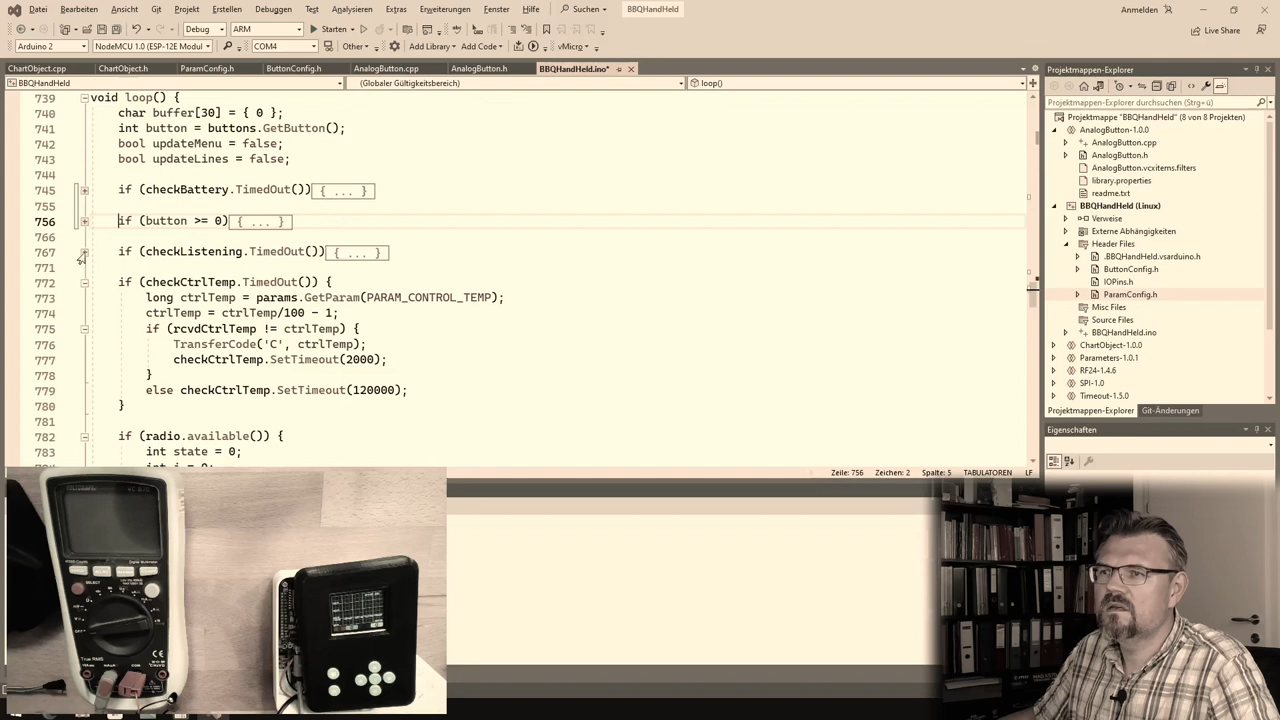 Datei Bearbeiten Ansicht Git Projekt Erstellen Debuggen Test Analysieren Extras Erweiterungen Fenster Hilfe Suchen BBQHandHeld Anmelden
Debug ARM Starten Live Share
Arduino 2 NodeMCU 1.0 (ESP-12E Modul COM4 Other Add Library Add Code vMicro
ChartObject.cpp ChartObject.h ParamConfig.h ButtonConfig.h AnalogButton.cpp AnalogButton.h BBQHandHeld.ino*
BBQHandHeld (Globaler Gültigkeitsbereich) loop()
739 void loop() {
740 char buffer[30] = { 0 };
741 int button = buttons.GetButton();
742 bool updateMenu = false;
743 bool updateLines = false;
744
745 if (checkBattery.TimedOut()) { ... }
755
756 if (button >= 0) { ... }
766
767 if (checkListening.TimedOut()) { ... }
771
772 if (checkCtrlTemp.TimedOut()) {
773 long ctrlTemp = params.GetParam(PARAM_CONTROL_TEMP);
774 ctrlTemp = ctrlTemp/100 - 1;
775 if (rcvdCtrlTemp != ctrlTemp) {
776 TransferCode('C', ctrlTemp);
777 checkCtrlTemp.SetTimeout(2000);
778 }
779 else checkCtrlTemp.SetTimeout(120000);
780 }
781
782 if (radio.available()) {
783 int state = 0;
Zeile: 756 Zeichen: 2 Spalte: 5 TABULATOREN LF
Projektmappen-Explorer
Projektmappen-Explorer durchsuchen (Strg+ü)
Projektmappe "BBQHandHeld" (8 von 8 Projekten)
AnalogButton-1.0.0
AnalogButton.cpp
AnalogButton.h
AnalogButton.vcxitems.filters
library.properties
readme.txt
BBQHandHeld (Linux)
Verweise
Externe Abhängigkeiten
Header Files
.BBQHandHeld.vsarduino.h
ButtonConfig.h
IOPins.h
ParamConfig.h
Misc Files
Source Files
BBQHandHeld.ino
ChartObject-1.0.0
Parameters-1.0.1
RF24-1.4.6
SPI-1.0
Timeout-1.5.0
Projektmappen-Explorer Git-Änderungen
Eigenschaften
SELECT
True RMS